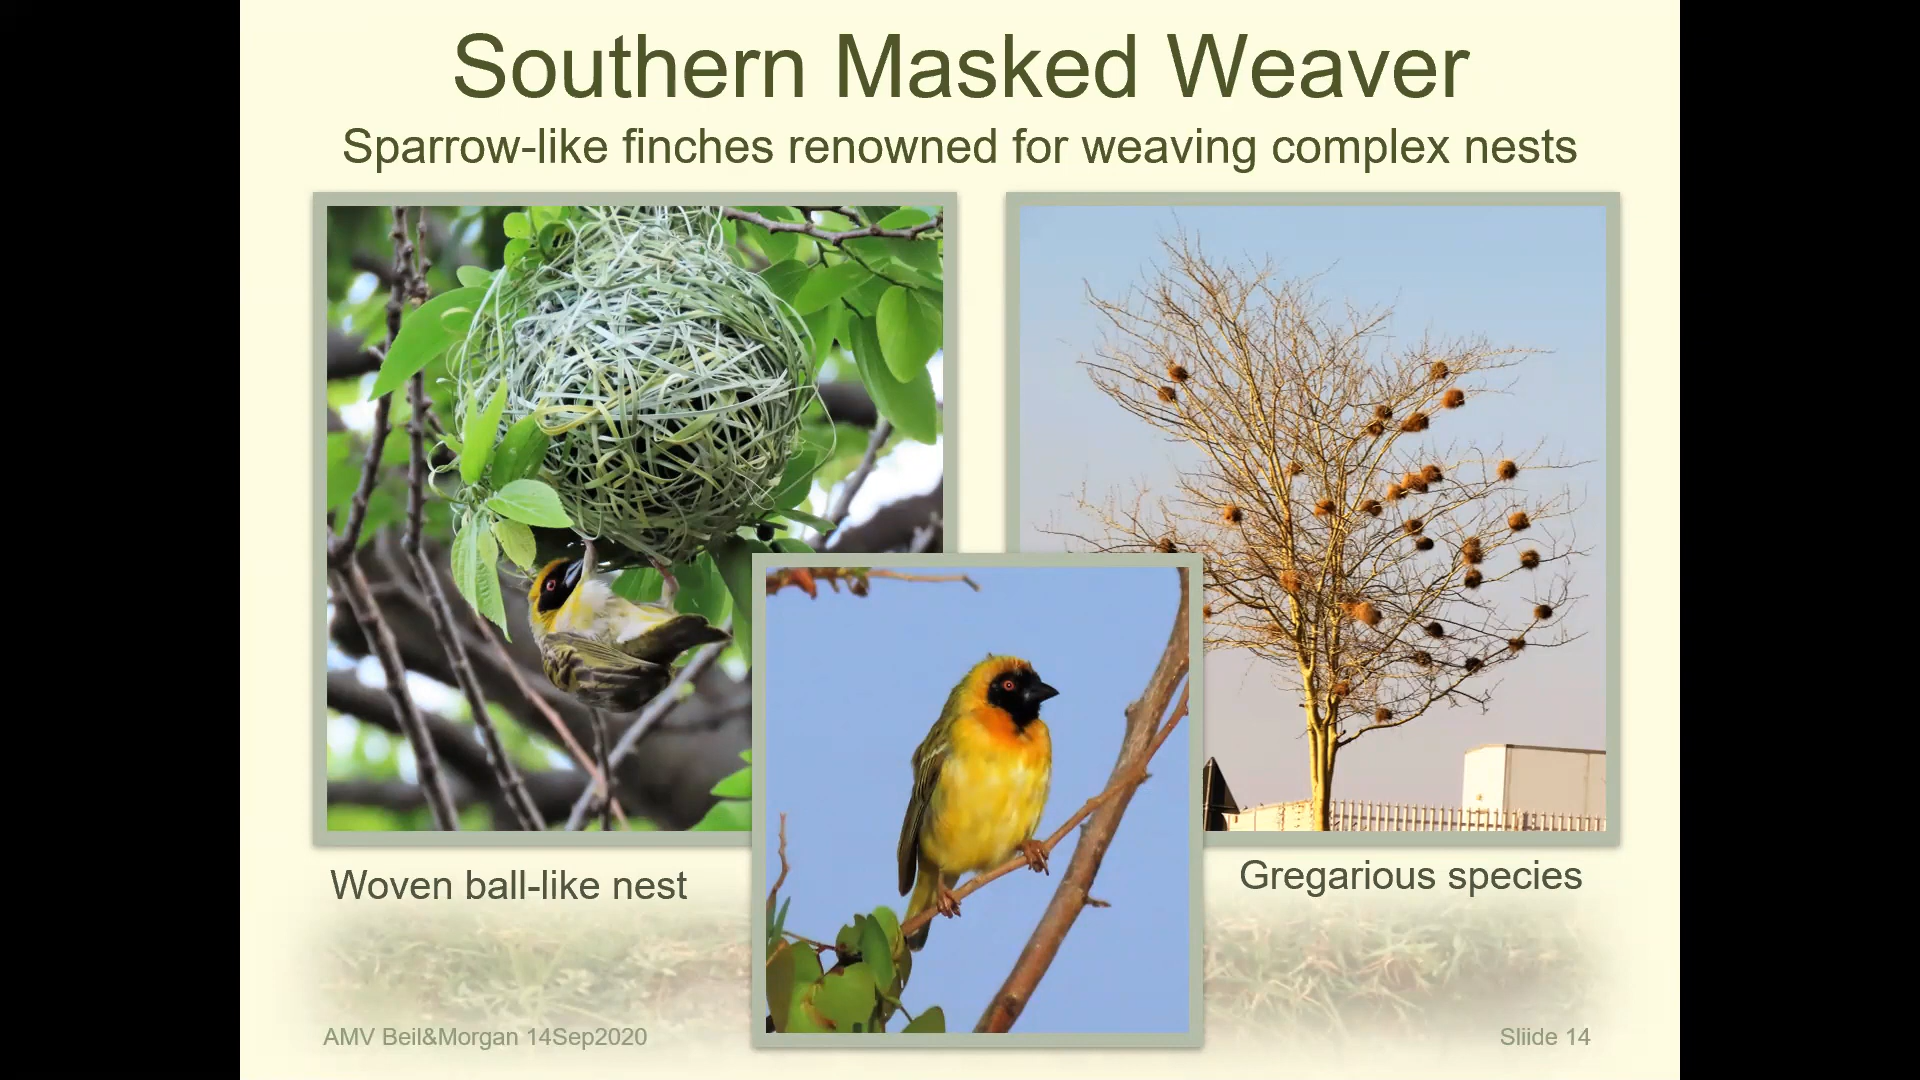 Southern Masked Weaver
Sparrow-like finches renowned for weaving complex nests
Woven ball-like nest
Gregarious species
AMV Beil&Morgan 14Sep2020
Sliide 14